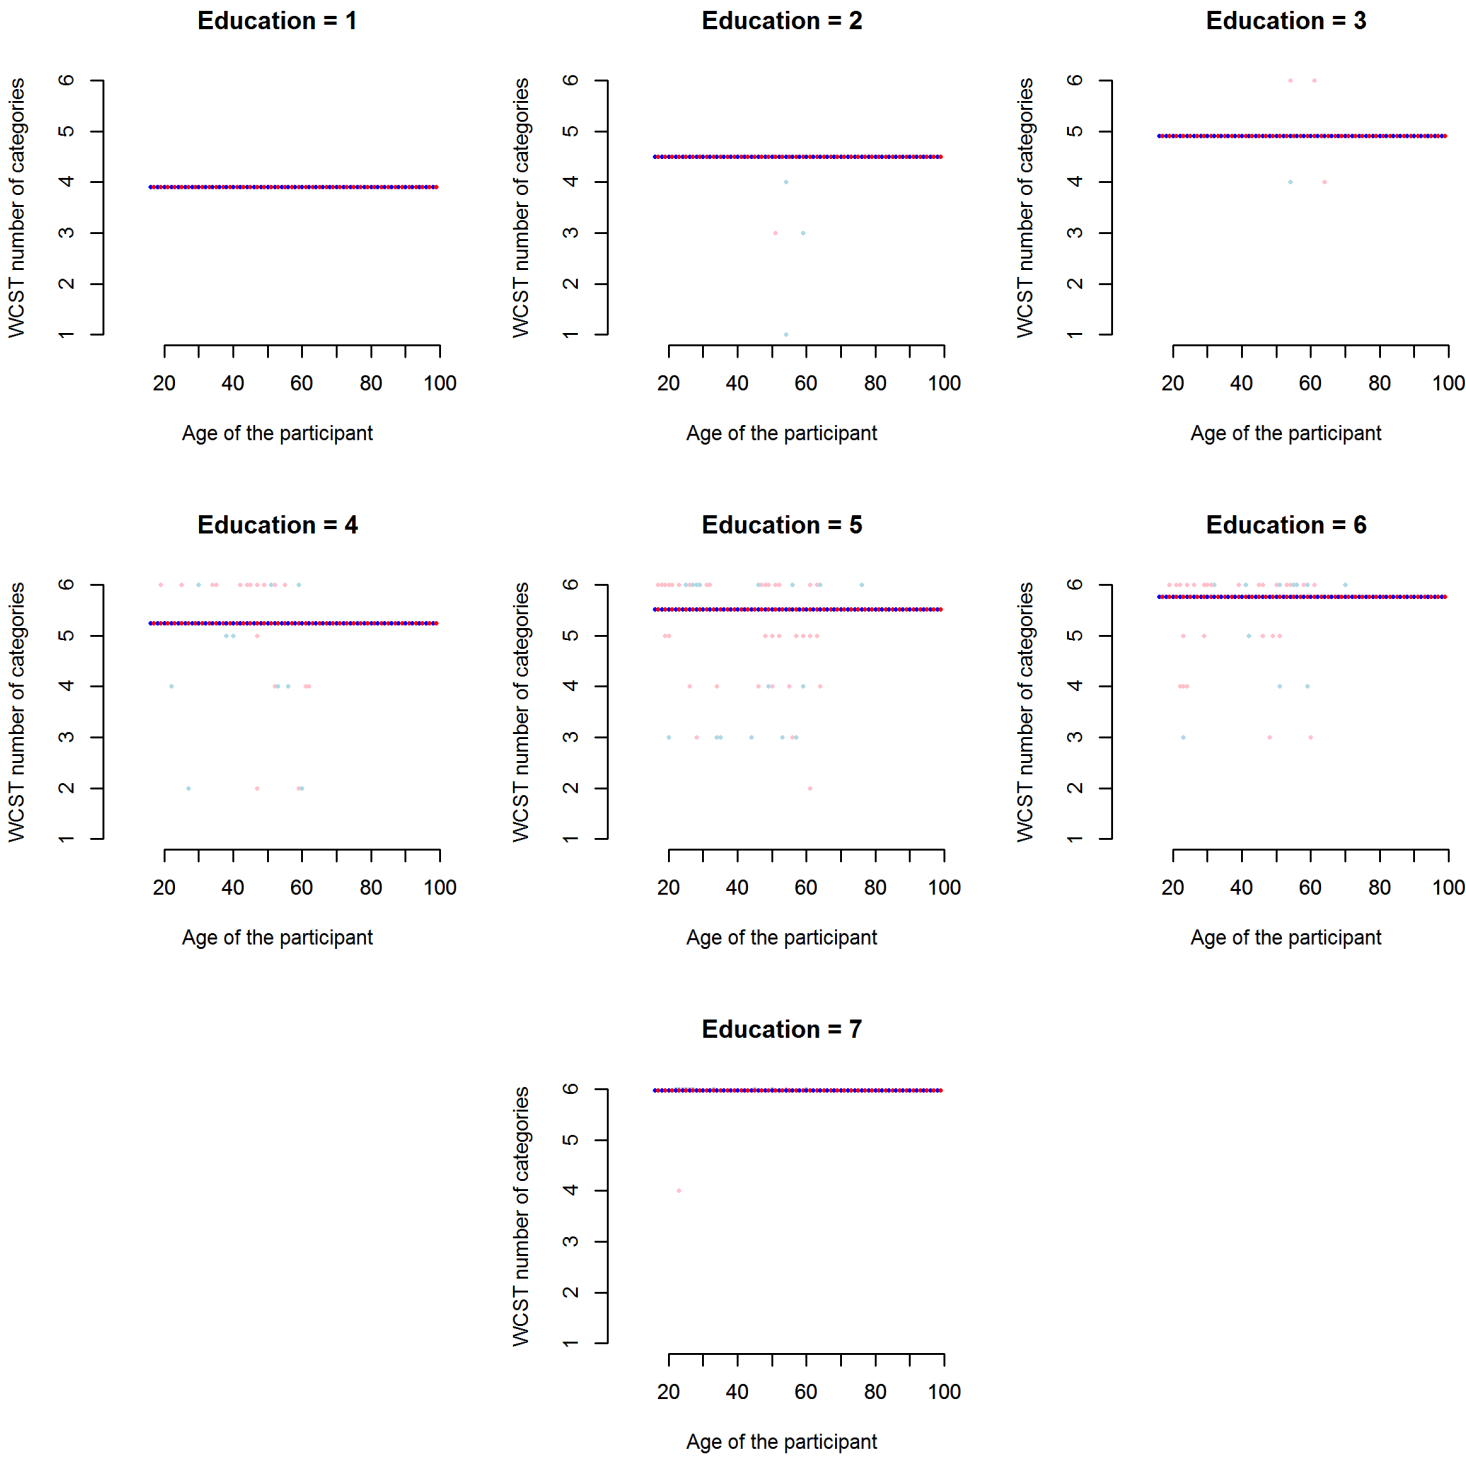 Education = 1
WCST number of categories
6
5
4
3
2
1
20 40 60 80 100
Age of the participant
Education = 2
WCST number of categories
6
5
4
3
2
1
20 40 60 80 100
Age of the participant
Education = 3
WCST number of categories
6
5
4
3
2
1
20 40 60 80 100
Age of the participant
Education = 4
WCST number of categories
6
5
4
3
2
1
20 40 60 80 100
Age of the participant
Education = 5
WCST number of categories
6
5
4
3
2
1
20 40 60 80 100
Age of the participant
Education = 6
WCST number of categories
6
5
4
3
2
1
20 40 60 80 100
Age of the participant
Education = 7
WCST number of categories
6
5
4
3
2
1
20 40 60 80 100
Age of the participant